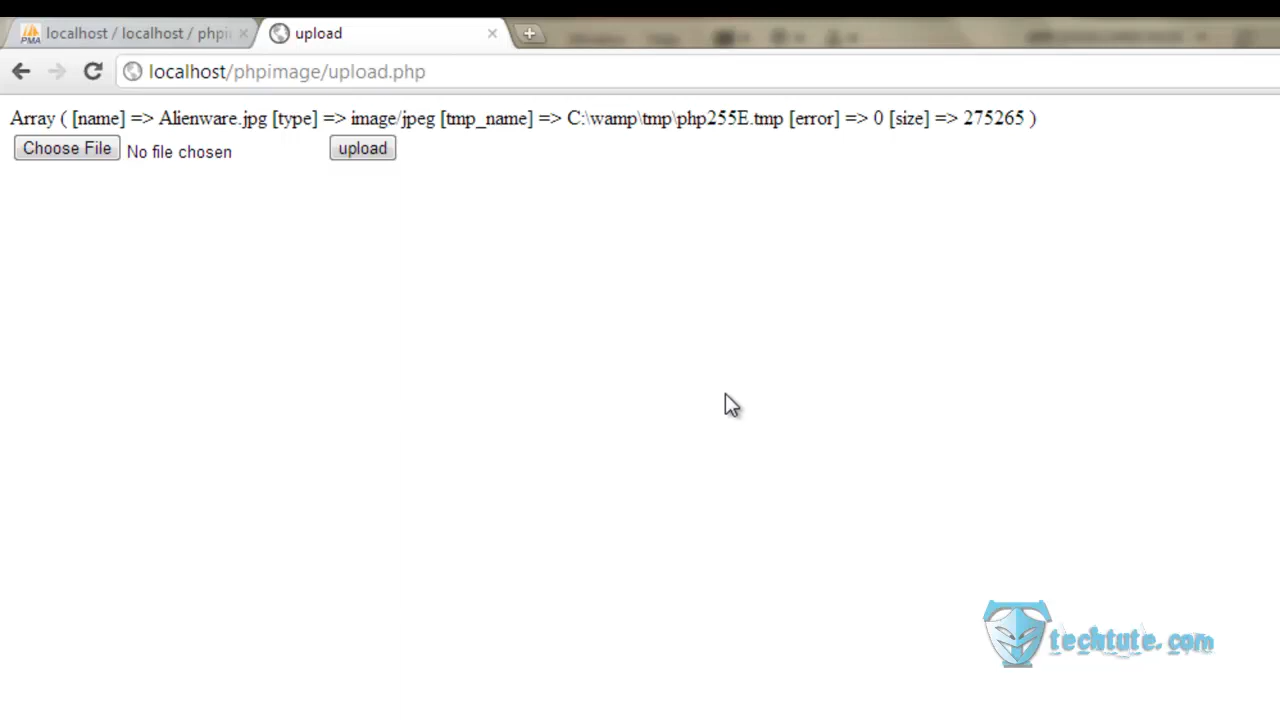 localhost / localhost / phpi
upload
localhost/phpimage/upload.php
Array ( [name] => Alienware.jpg [type] => image/jpeg [tmp_name] => C:\wamp\tmp\php255E.tmp [error] => 0 [size] => 275265 )
Choose File No file chosen upload
PMA
techtute.com